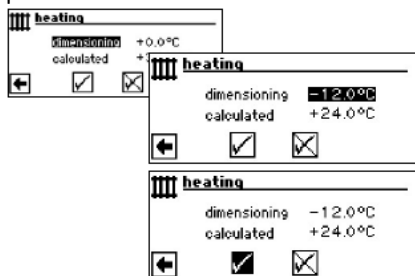 heating
dimensioning +0.0°C
calculated
heating
dimensioning -12.0°C
calculated +24.0°C
heating
dimensioning -12.0°C
calculated +24.0°C